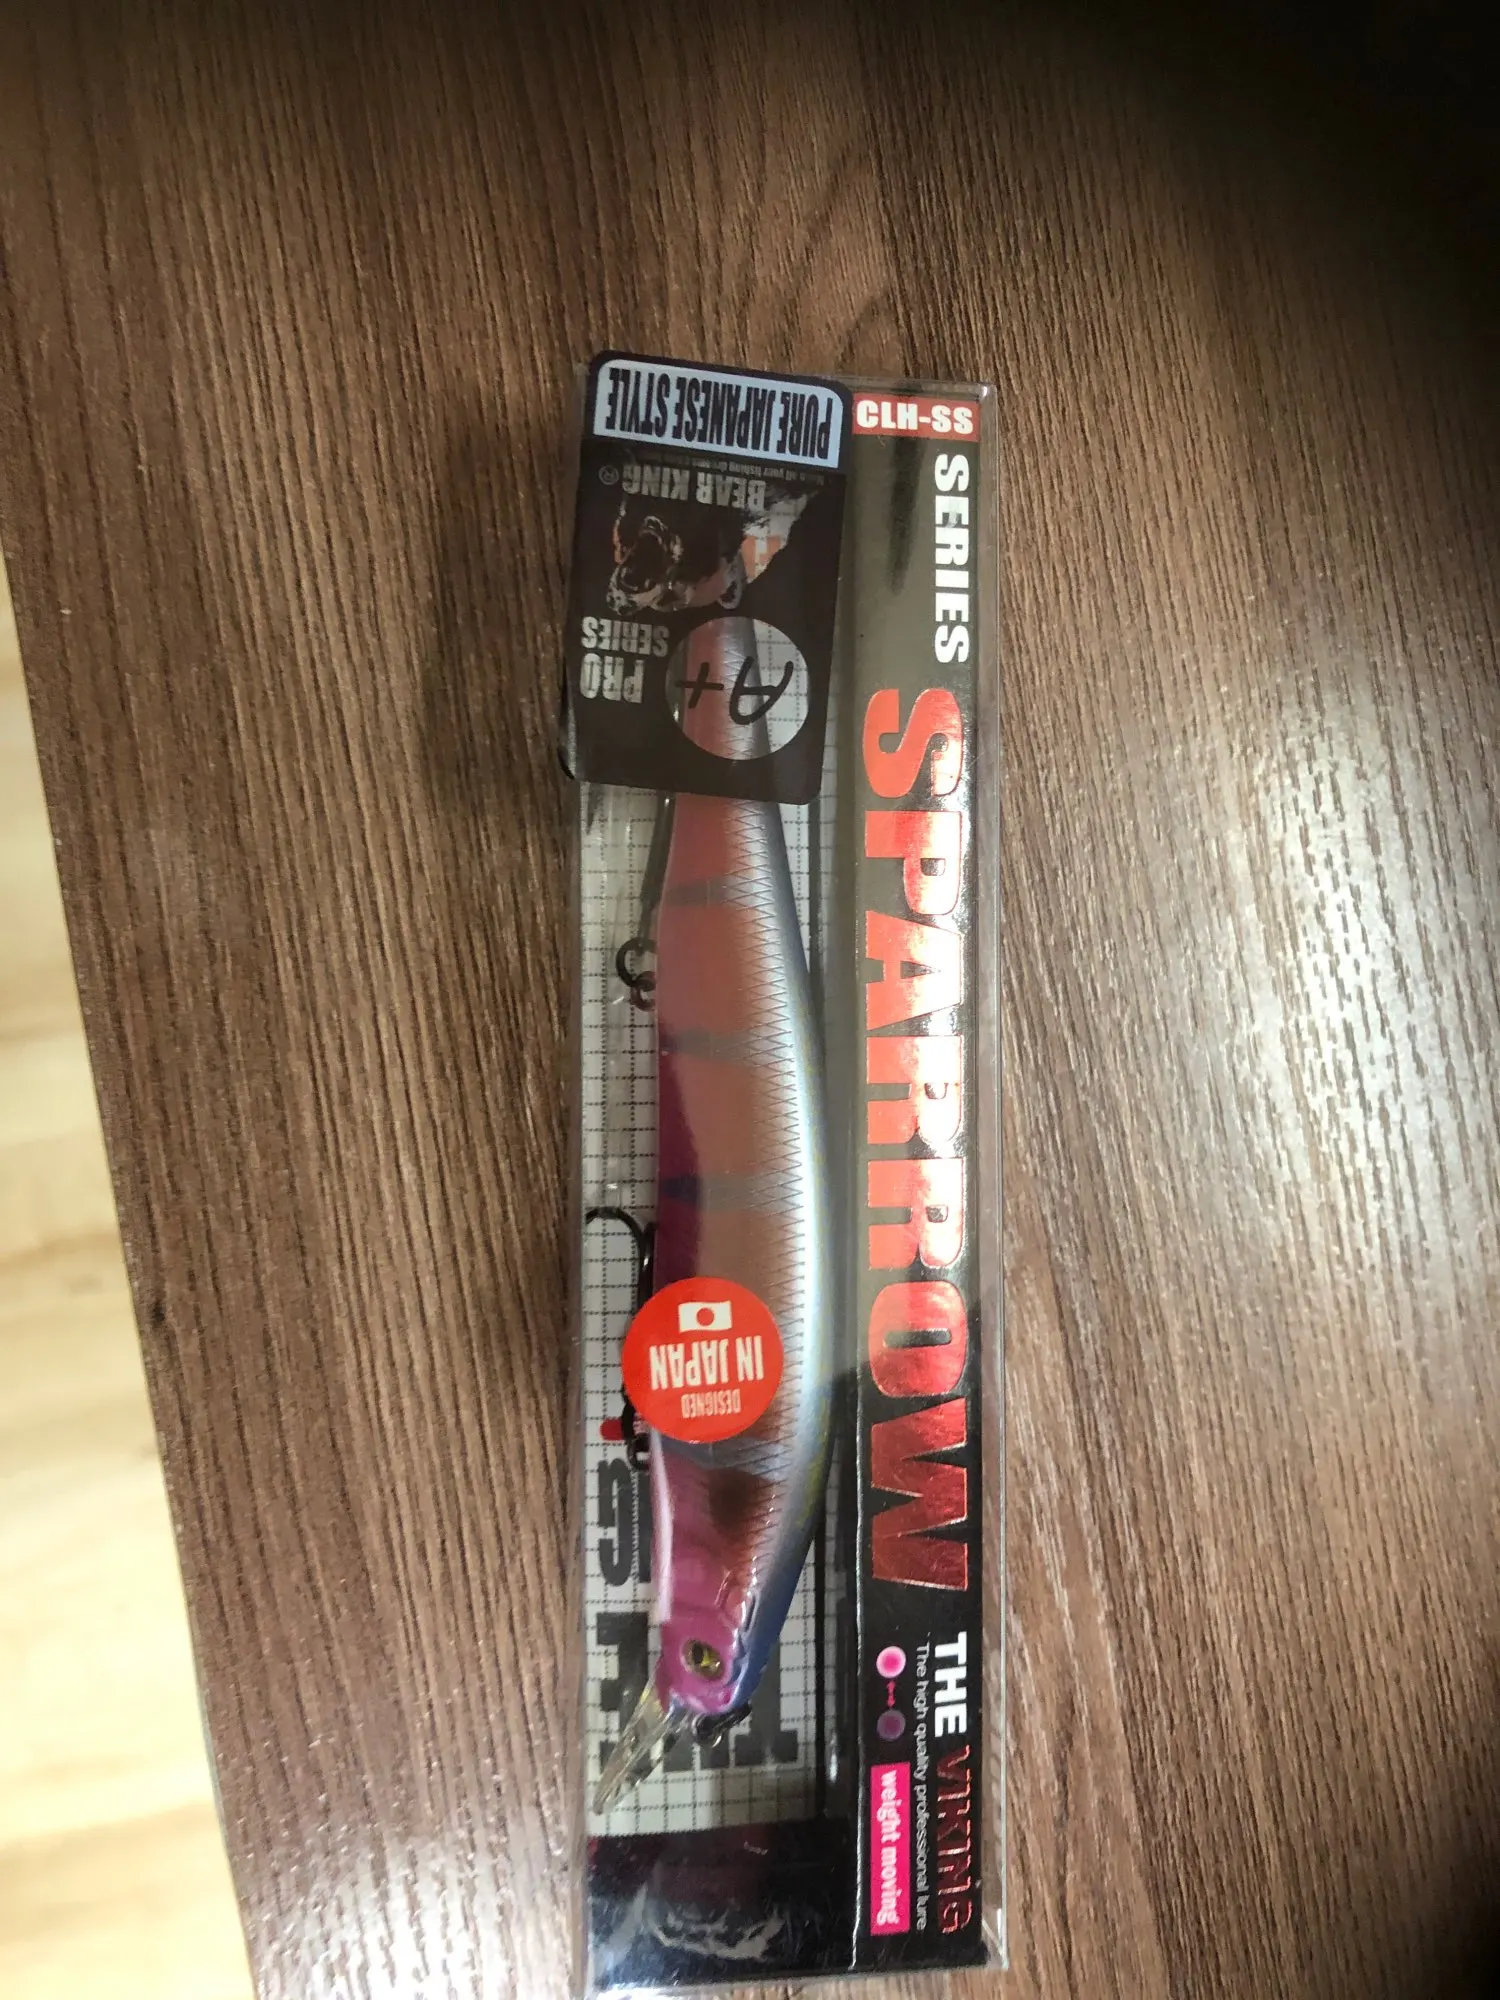 PURE JAPANESE STYLE
BEAR KING®
PRO
SERIES
A+
CLH-SS
SERIES
SPARROW
THE VIKING
The high quality professional lure
weight moving
DESIGNED
IN JAPAN